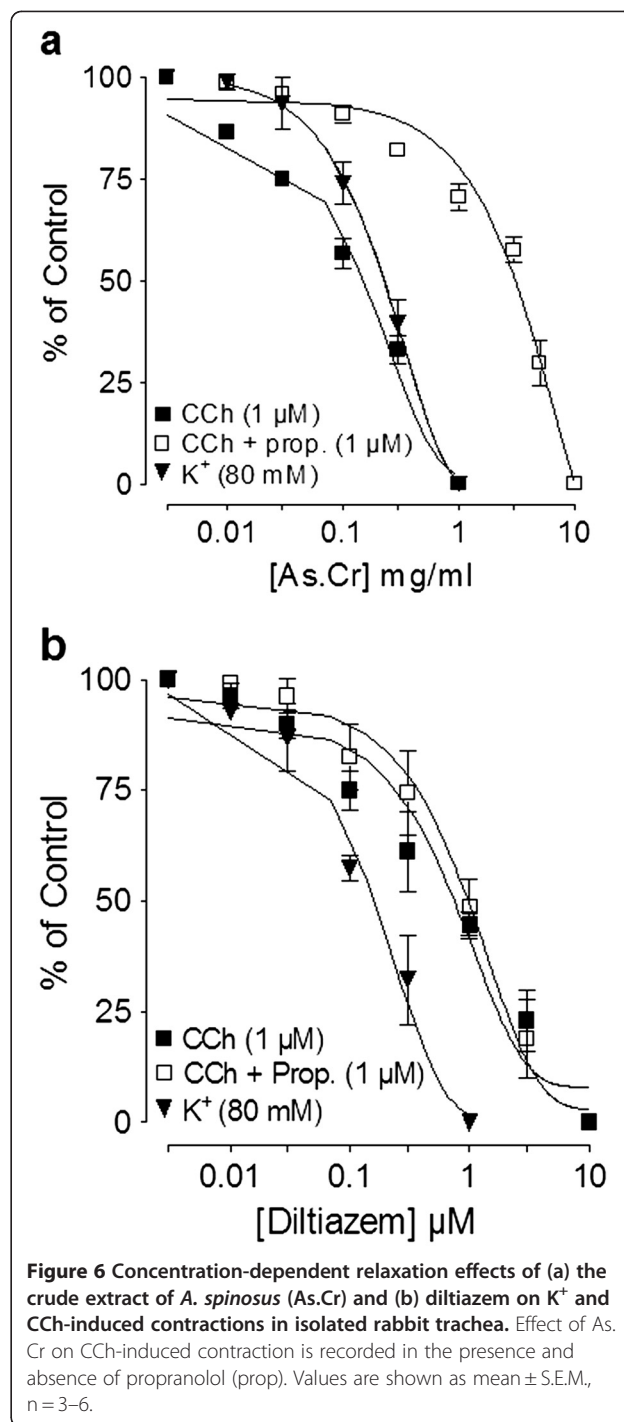 a
100
75
50
25
0
% of Control
■ CCh (1 µM)
□ CCh + prop. (1 µM)
▼ K⁺ (80 mM)
0.01 0.1 1 10
[As.Cr] mg/ml
b
100
75
50
25
0
% of Control
■ CCh (1 µM)
□ CCh + Prop. (1 µM)
▼ K⁺ (80 mM)
0.01 0.1 1 10
[Diltiazem] µM
Figure 6 Concentration-dependent relaxation effects of (a) the
crude extract of A. spinosus (As.Cr) and (b) diltiazem on K⁺ and
CCh-induced contractions in isolated rabbit trachea. Effect of As.
Cr on CCh-induced contraction is recorded in the presence and
absence of propranolol (prop). Values are shown as mean ± S.E.M.,
n = 3–6.